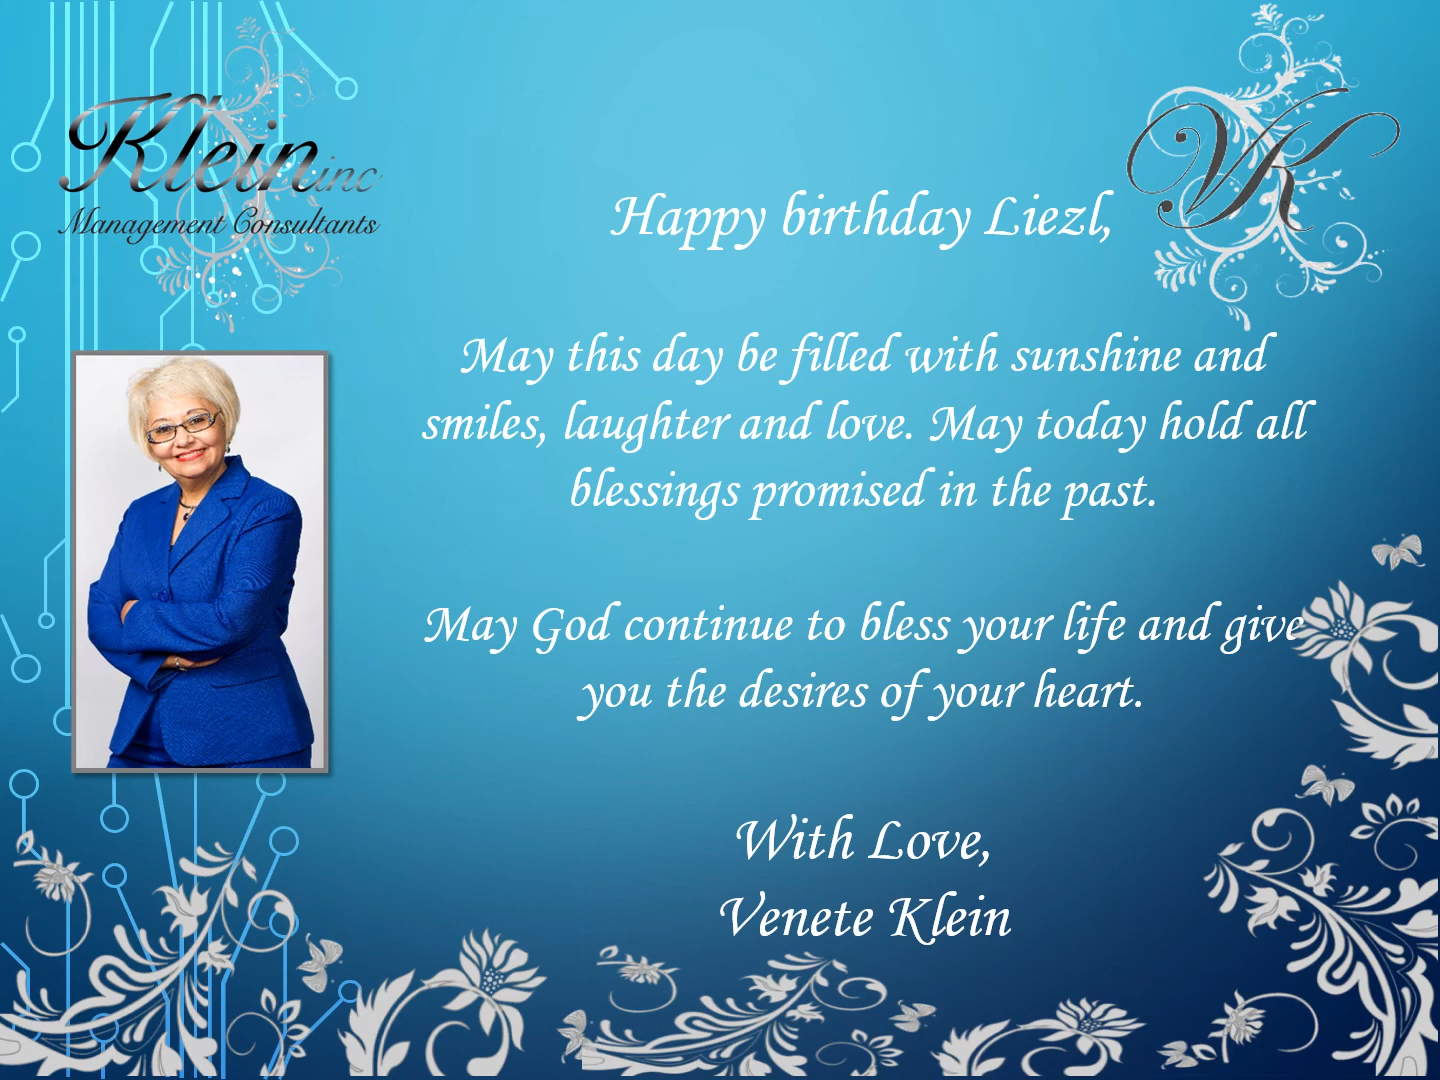 Klein inc
Management Consultants
VK
Happy birthday Liezl,
May this day be filled with sunshine and
smiles, laughter and love. May today hold all
blessings promised in the past.
May God continue to bless your life and give
you the desires of your heart.
With Love,
Venete Klein